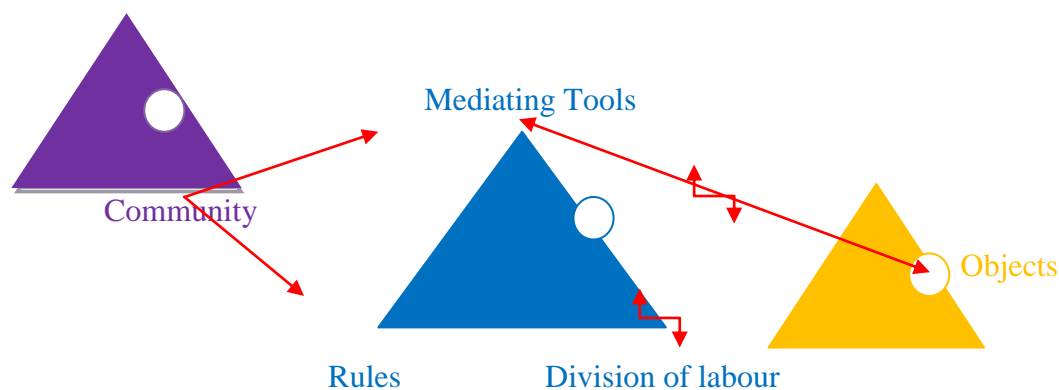 Mediating Tools
Community
Objects
Rules
Division of labour